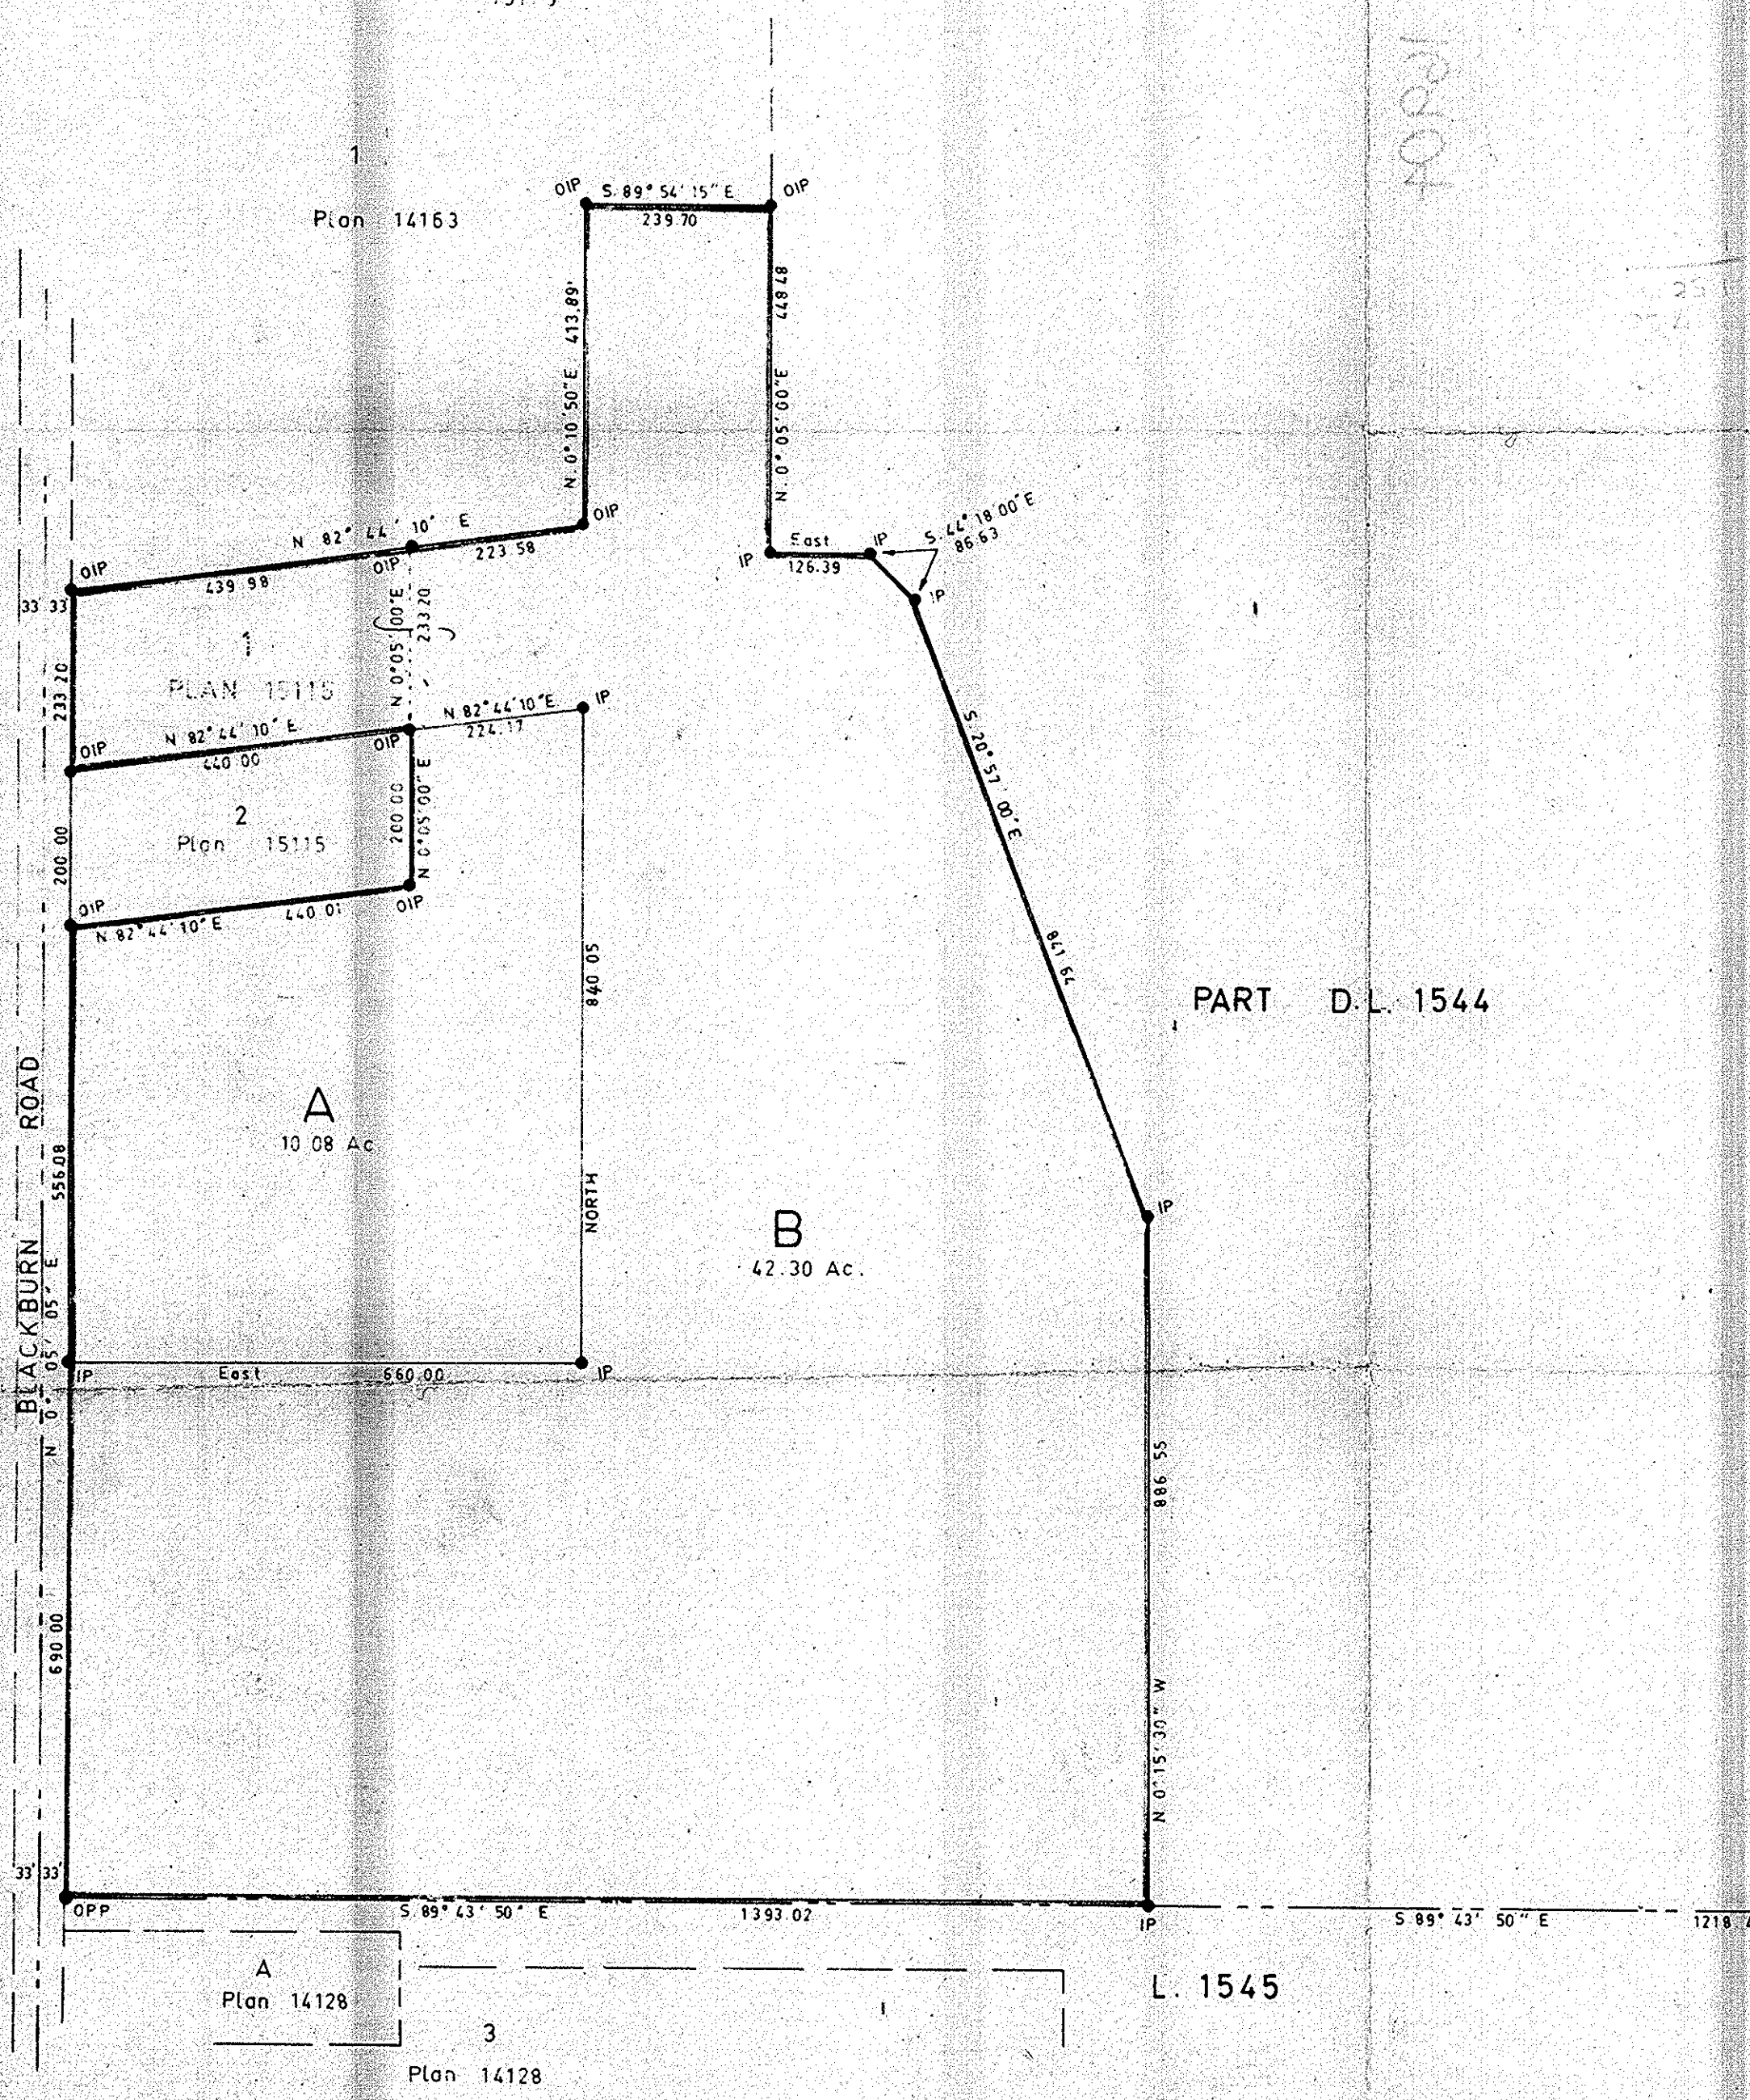 1
Plan 14163
OIP
S. 89° 54' 15" E
OIP
239.70
N. 0° 10' 50" E 413.89'
448.48
N. 0° 05' 00" E
OIP
N 82° 44' 10" E
OIP
223.58
OIP
439.98
33' 33'
IP
East
126.39
IP
S. 44° 18' 00" E
86.63
IP
1
PLAN 15115
233.20
N 0° 05' 00" E
233.20
OIP
N 82° 44' 10" E
440.00
OIP
N 82° 44' 10" E
224.17
IP
2
Plan 15115
200.00
200.00
N 0° 05' 00" E
OIP
N. 82° 44' 10" E
440.01
OIP
S. 20° 57' 00" E
841.64
PART D.L. 1544
840.05
NORTH
A
10.08 Ac
BLACKBURN ROAD
N 0° 05' 05" E
556.08
B
42.30 Ac.
IP
IP
East
660.00
IP
690.00
886.55
N 0° 15' 30" W
33' 33'
OPP
S. 89° 43' 50" E
1393.02
IP
S 89° 43' 50" E
1218.4
A
Plan 14128
L. 1545
3
Plan 14128